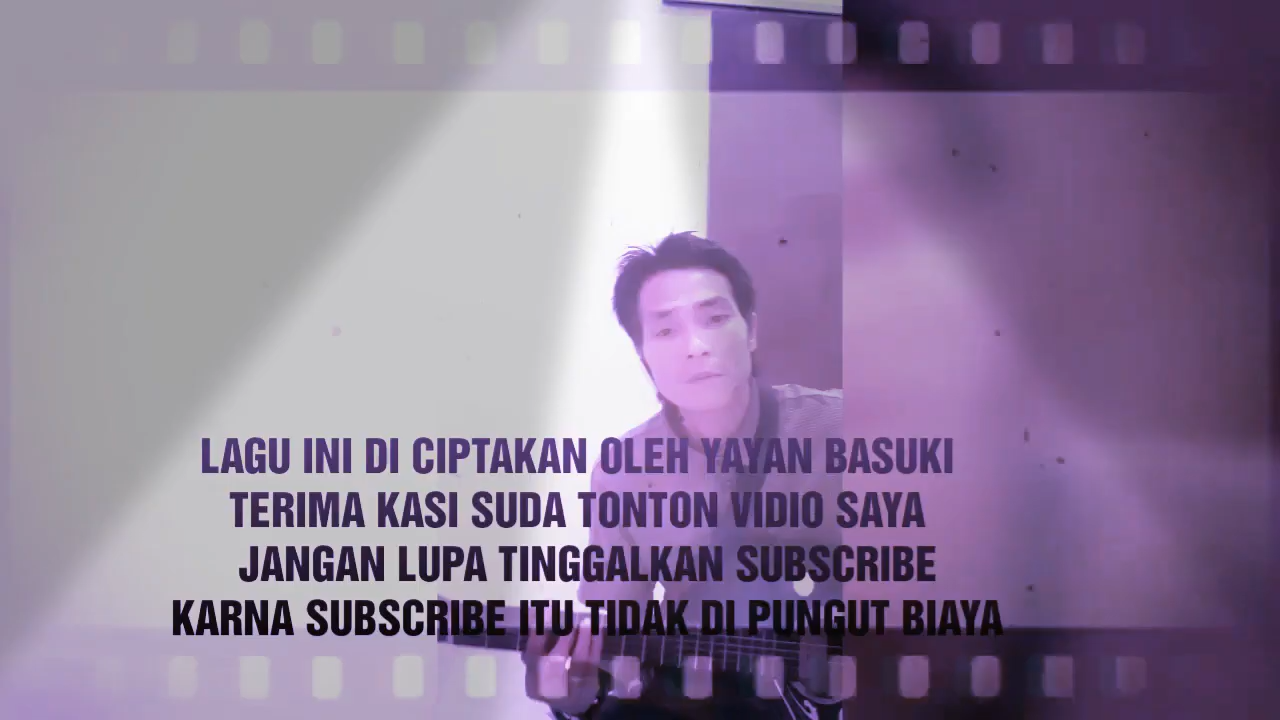 LAGU INI DI CIPTAKAN OLEH YAYAN BASUKI
TERIMA KASI SUDA TONTON VIDIO SAYA
JANGAN LUPA TINGGALKAN SUBSCRIBE
KARNA SUBSCRIBE ITU TIDAK DI PUNGUT BIAYA